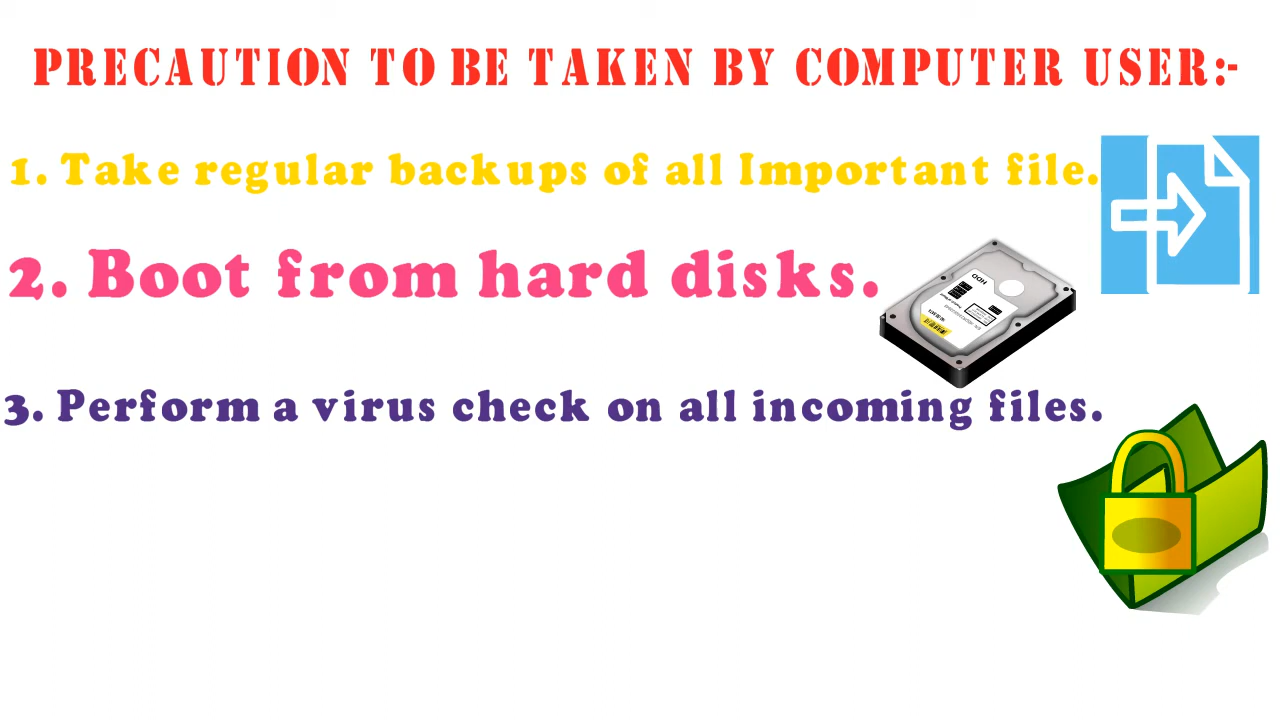 PRECAUTION TO BE TAKEN BY COMPUTER USER:-
1. Take regular backups of all Important file.
2. Boot from hard disks.
HDD
3. Perform a virus check on all incoming files.